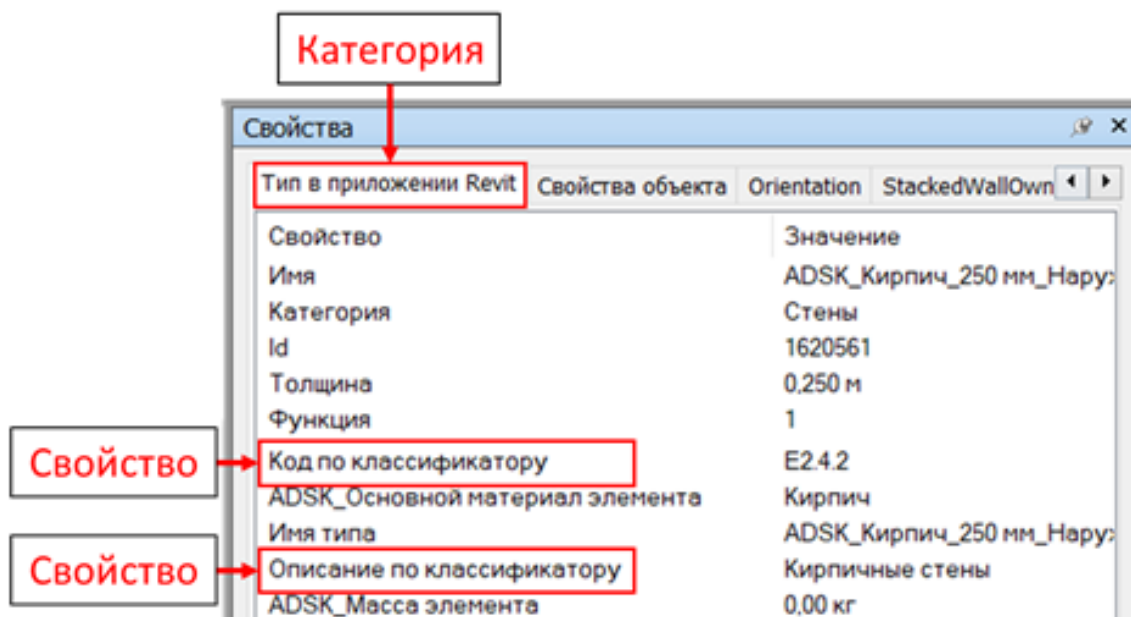 Категория
Свойства
Тип в приложении Revit Свойства объекта Orientation StackedWallOwn
Свойство Значение
Имя ADSK_Кирпич_250 мм_Наруж
Категория Стены
Id 1620561
Толщина 0,250 м
Функция 1
Свойство Код по классификатору E2.4.2
ADSK_Основной материал элемента Кирпич
Имя типа ADSK_Кирпич_250 мм_Наруж
Свойство Описание по классификатору Кирпичные стены
ADSK_Масса элемента 0,00 кг